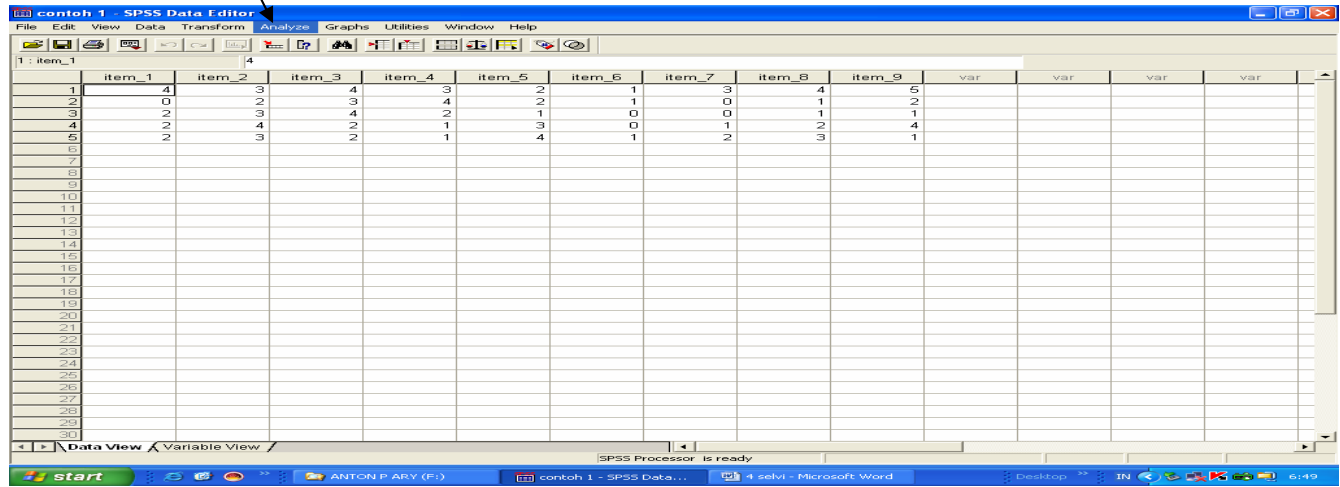 contoh 1 - SPSS Data Editor
File Edit View Data Transform Analyze Graphs Utilities Window Help
1 : item_1 4
item_1 item_2 item_3 item_4 item_5 item_6 item_7 item_8 item_9 var var var var
1 4 3 4 3 2 1 3 4 5
2 0 2 3 4 2 1 0 1 2
3 2 3 4 2 1 0 0 1 1
4 2 4 2 1 3 0 1 2 4
5 2 3 2 1 4 1 2 3 1
6
7
8
9
10
11
12
13
14
15
16
17
18
19
20
21
22
23
24
25
26
27
28
29
30
Data View Variable View
SPSS Processor is ready
start ANTON P ARY (F:) contoh 1 - SPSS Data... 4 selvi - Microsoft Word Desktop IN 6:49